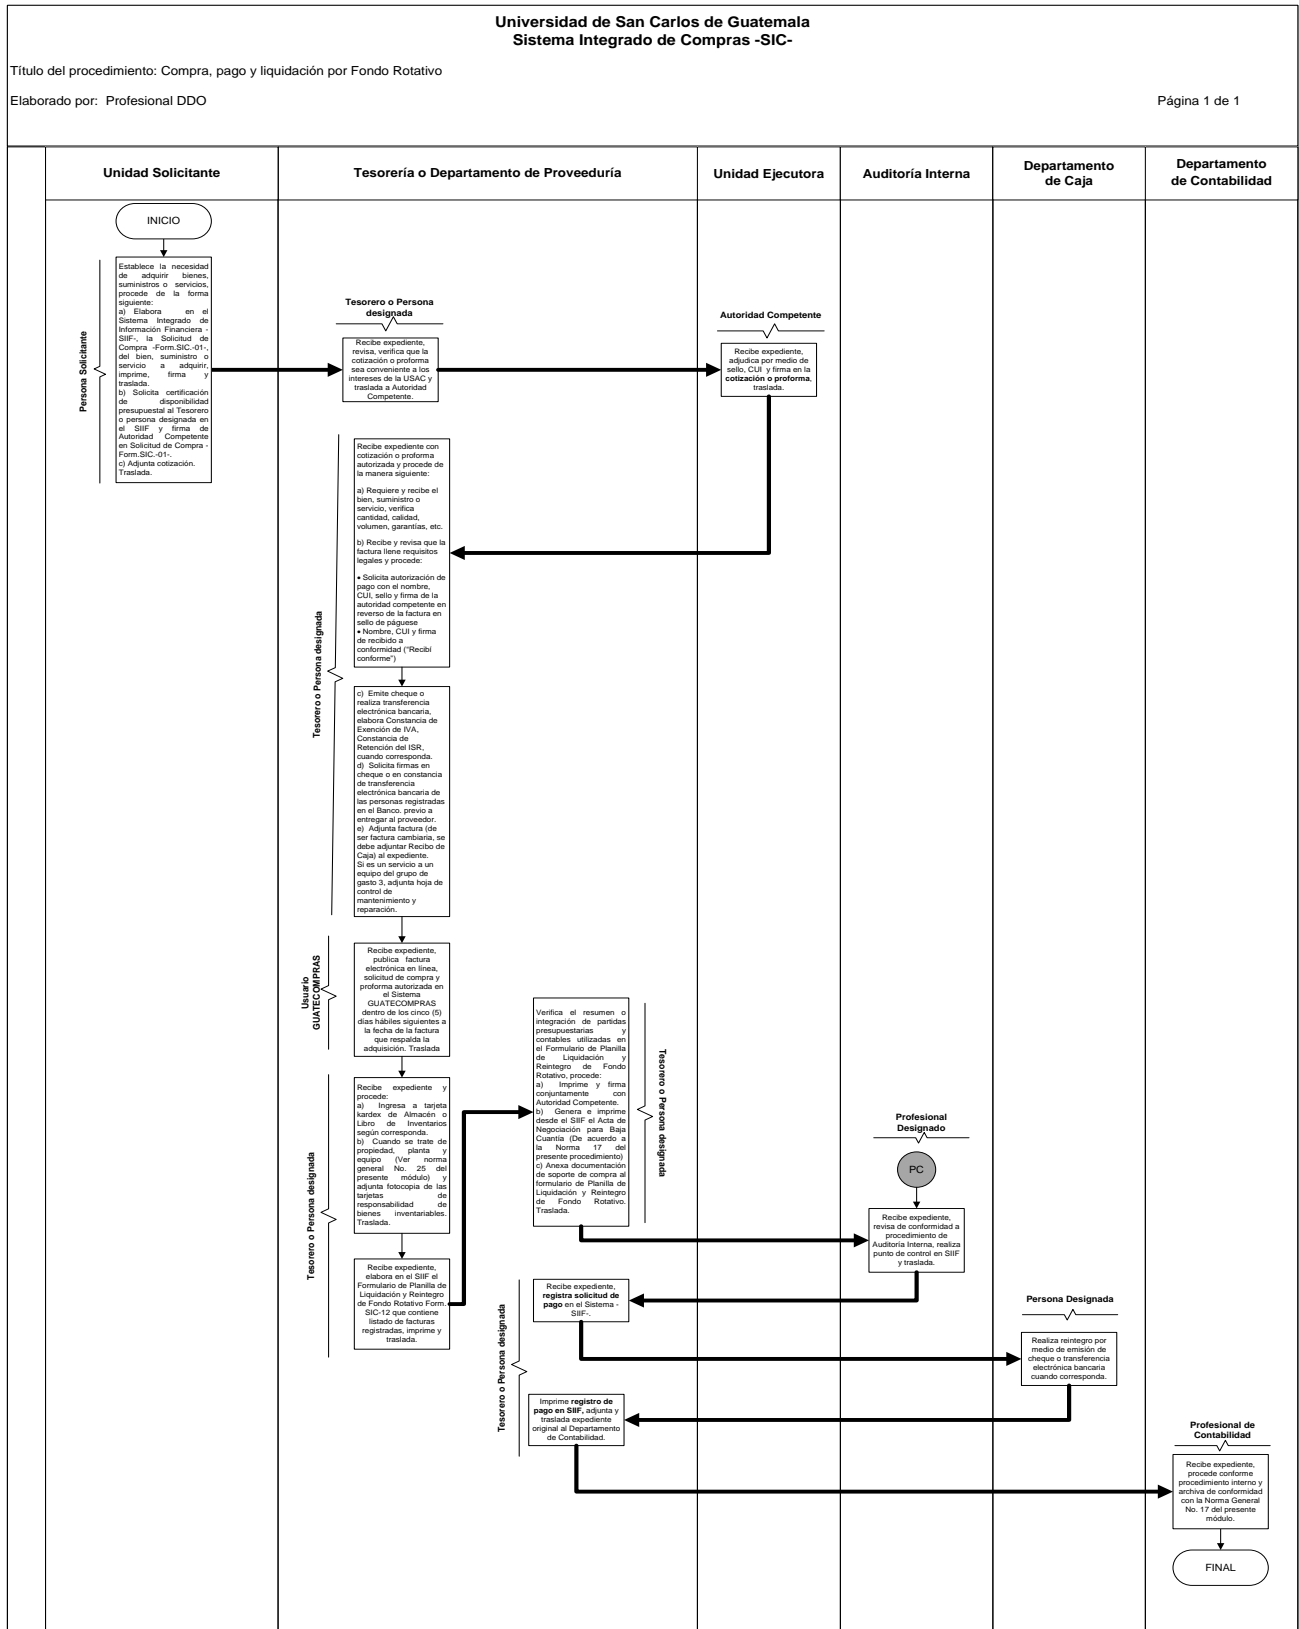 Universidad de San Carlos de Guatemala
Sistema Integrado de Compras -SIC-
Título del procedimiento: Compra, pago y liquidación por Fondo Rotativo
Elaborado por: Profesional DDO
Página 1 de 1
Unidad Solicitante
Tesorería o Departamento de Proveeduría
Unidad Ejecutora
Auditoría Interna
Departamento
de Caja
Departamento
de Contabilidad
INICIO
Persona Solicitante
Establece la necesidad
de adquirir bienes,
suministros o servicios,
procede de la forma
siguiente:
a) Elabora en el
Sistema Integrado de
Información Financiera -
SIIF-, la Solicitud de
Compra -Form.SIC.-01-,
del bien, suministro o
servicio a adquirir,
imprime, firma y
traslada.
b) Solicita certificación
de disponibilidad
presupuestal al Tesorero
o persona designada en
el SIIF y firma de
Autoridad Competente
en Solicitud de Compra -
Form.SIC.-01-.
c) Adjunta cotización.
Traslada.
Tesorero o Persona
designada
Recibe expediente,
revisa, verifica que la
cotización o proforma
sea conveniente a los
intereses de la USAC y
traslada a Autoridad
Competente.
Autoridad Competente
Recibe expediente,
adjudica por medio de
sello, CUI y firma en la
cotización o proforma,
traslada.
Tesorero o Persona designada
Recibe expediente con
cotización o proforma
autorizada y procede de
la manera siguiente:
a) Requiere y recibe el
bien, suministro o
servicio, verifica
cantidad, calidad,
volumen, garantías, etc.
b) Recibe y revisa que la
factura llene requisitos
legales y procede:
• Solicita autorización de
pago con el nombre,
CUI, sello y firma de la
autoridad competente en
reverso de la factura en
sello de páguese
• Nombre, CUI y firma
de recibido a
conformidad ("Recibí
conforme")
c) Emite cheque o
realiza transferencia
electrónica bancaria,
elabora Constancia de
Exención de IVA,
Constancia de
Retención del ISR,
cuando corresponda.
d) Solicita firmas en
cheque o en constancia
de transferencia
electrónica bancaria de
las personas registradas
en el Banco. previo a
entregar al proveedor.
e) Adjunta factura (de
ser factura cambiaria, se
debe adjuntar Recibo de
Caja) al expediente.
Si es un servicio a un
equipo del grupo de
gasto 3, adjunta hoja de
control de
mantenimiento y
reparación.
Usuario
GUATECOMPRAS
Recibe expediente,
publica factura
electrónica en línea,
solicitud de compra y
proforma autorizada en
el Sistema
GUATECOMPRAS
dentro de los cinco (5)
días hábiles siguientes a
la fecha de la factura
que respalda la
adquisición. Traslada
Tesorero o Persona designada
Recibe expediente y
procede:
a) Ingresa a tarjeta
kardex de Almacén o
Libro de Inventarios
según corresponda.
b) Cuando se trate de
propiedad, planta y
equipo (Ver norma
general No. 25 del
presente módulo) y
adjunta fotocopia de las
tarjetas de
responsabilidad de
bienes inventariables.
Traslada.
Recibe expediente,
elabora en el SIIF el
Formulario de Planilla de
Liquidación y Reintegro
de Fondo Rotativo Form.
SIC-12 que contiene
listado de facturas
registradas, imprime y
traslada.
Verifica el resumen o
integración de partidas
presupuestarias y
contables utilizadas en
el Formulario de Planilla
de Liquidación y
Reintegro de Fondo
Rotativo, procede:
a) Imprime y firma
conjuntamente con
Autoridad Competente.
b) Genera e imprime
desde el SIIF el Acta de
Negociación para Baja
Cuantía (De acuerdo a
la Norma 17 del
presente procedimiento)
c) Anexa documentación
de soporte de compra al
formulario de Planilla de
Liquidación y Reintegro
de Fondo Rotativo.
Traslada.
Tesorero o Persona designada
Profesional
Designado
PC
Recibe expediente,
revisa de conformidad a
procedimiento de
Auditoría Interna, realiza
punto de control en SIIF
y traslada.
Tesorero o Persona designada
Recibe expediente,
registra solicitud de
pago en el Sistema -
SIIF-.
Persona Designada
Realiza reintegro por
medio de emisión de
cheque o transferencia
electrónica bancaria
cuando corresponda.
Imprime registro de
pago en SIIF, adjunta y
traslada expediente
original al Departamento
de Contabilidad.
Profesional de
Contabilidad
Recibe expediente,
procede conforme
procedimiento interno y
archiva de conformidad
con la Norma General
No. 17 del presente
módulo.
FINAL